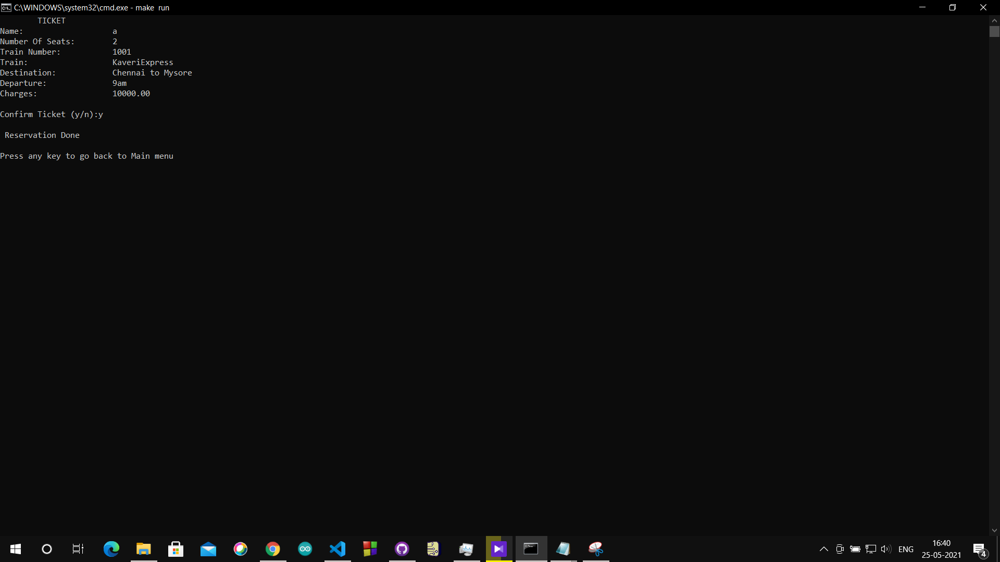 C:\WINDOWS\system32\cmd.exe - make  run
TICKET
Name: a
Number Of Seats: 2
Train Number: 1001
Train: KaveriExpress
Destination: Chennai to Mysore
Departure: 9am
Charges: 10000.00
Confirm Ticket (y/n):y
Reservation Done
Press any key to go back to Main menu
ENG
16:40
25-05-2021
4